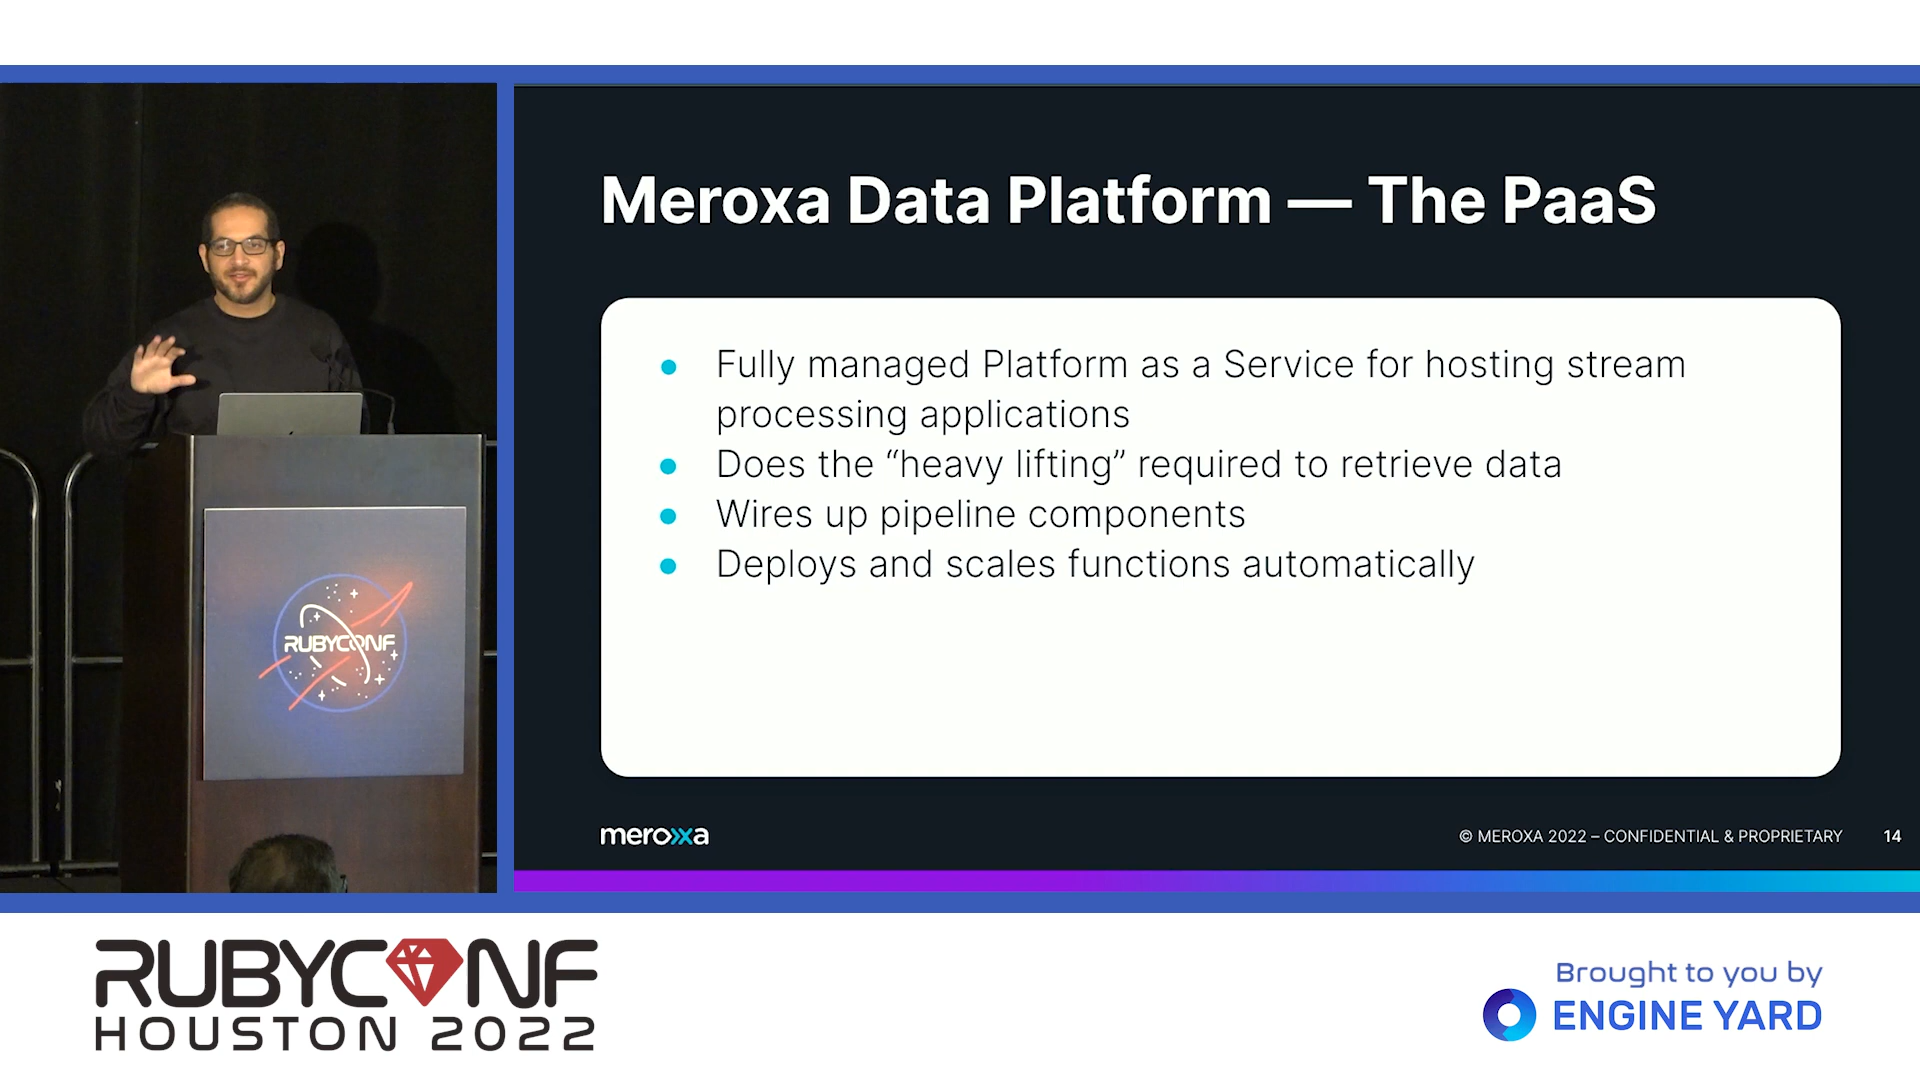 Meroxa Data Platform — The PaaS
● Fully managed Platform as a Service for hosting stream
processing applications
● Does the “heavy lifting” required to retrieve data
● Wires up pipeline components
● Deploys and scales functions automatically
meroxa
© MEROXA 2022 – CONFIDENTIAL & PROPRIETARY 14
RUBYCONF
RUBYCONF
HOUSTON 2022
Brought to you by
ENGINE YARD